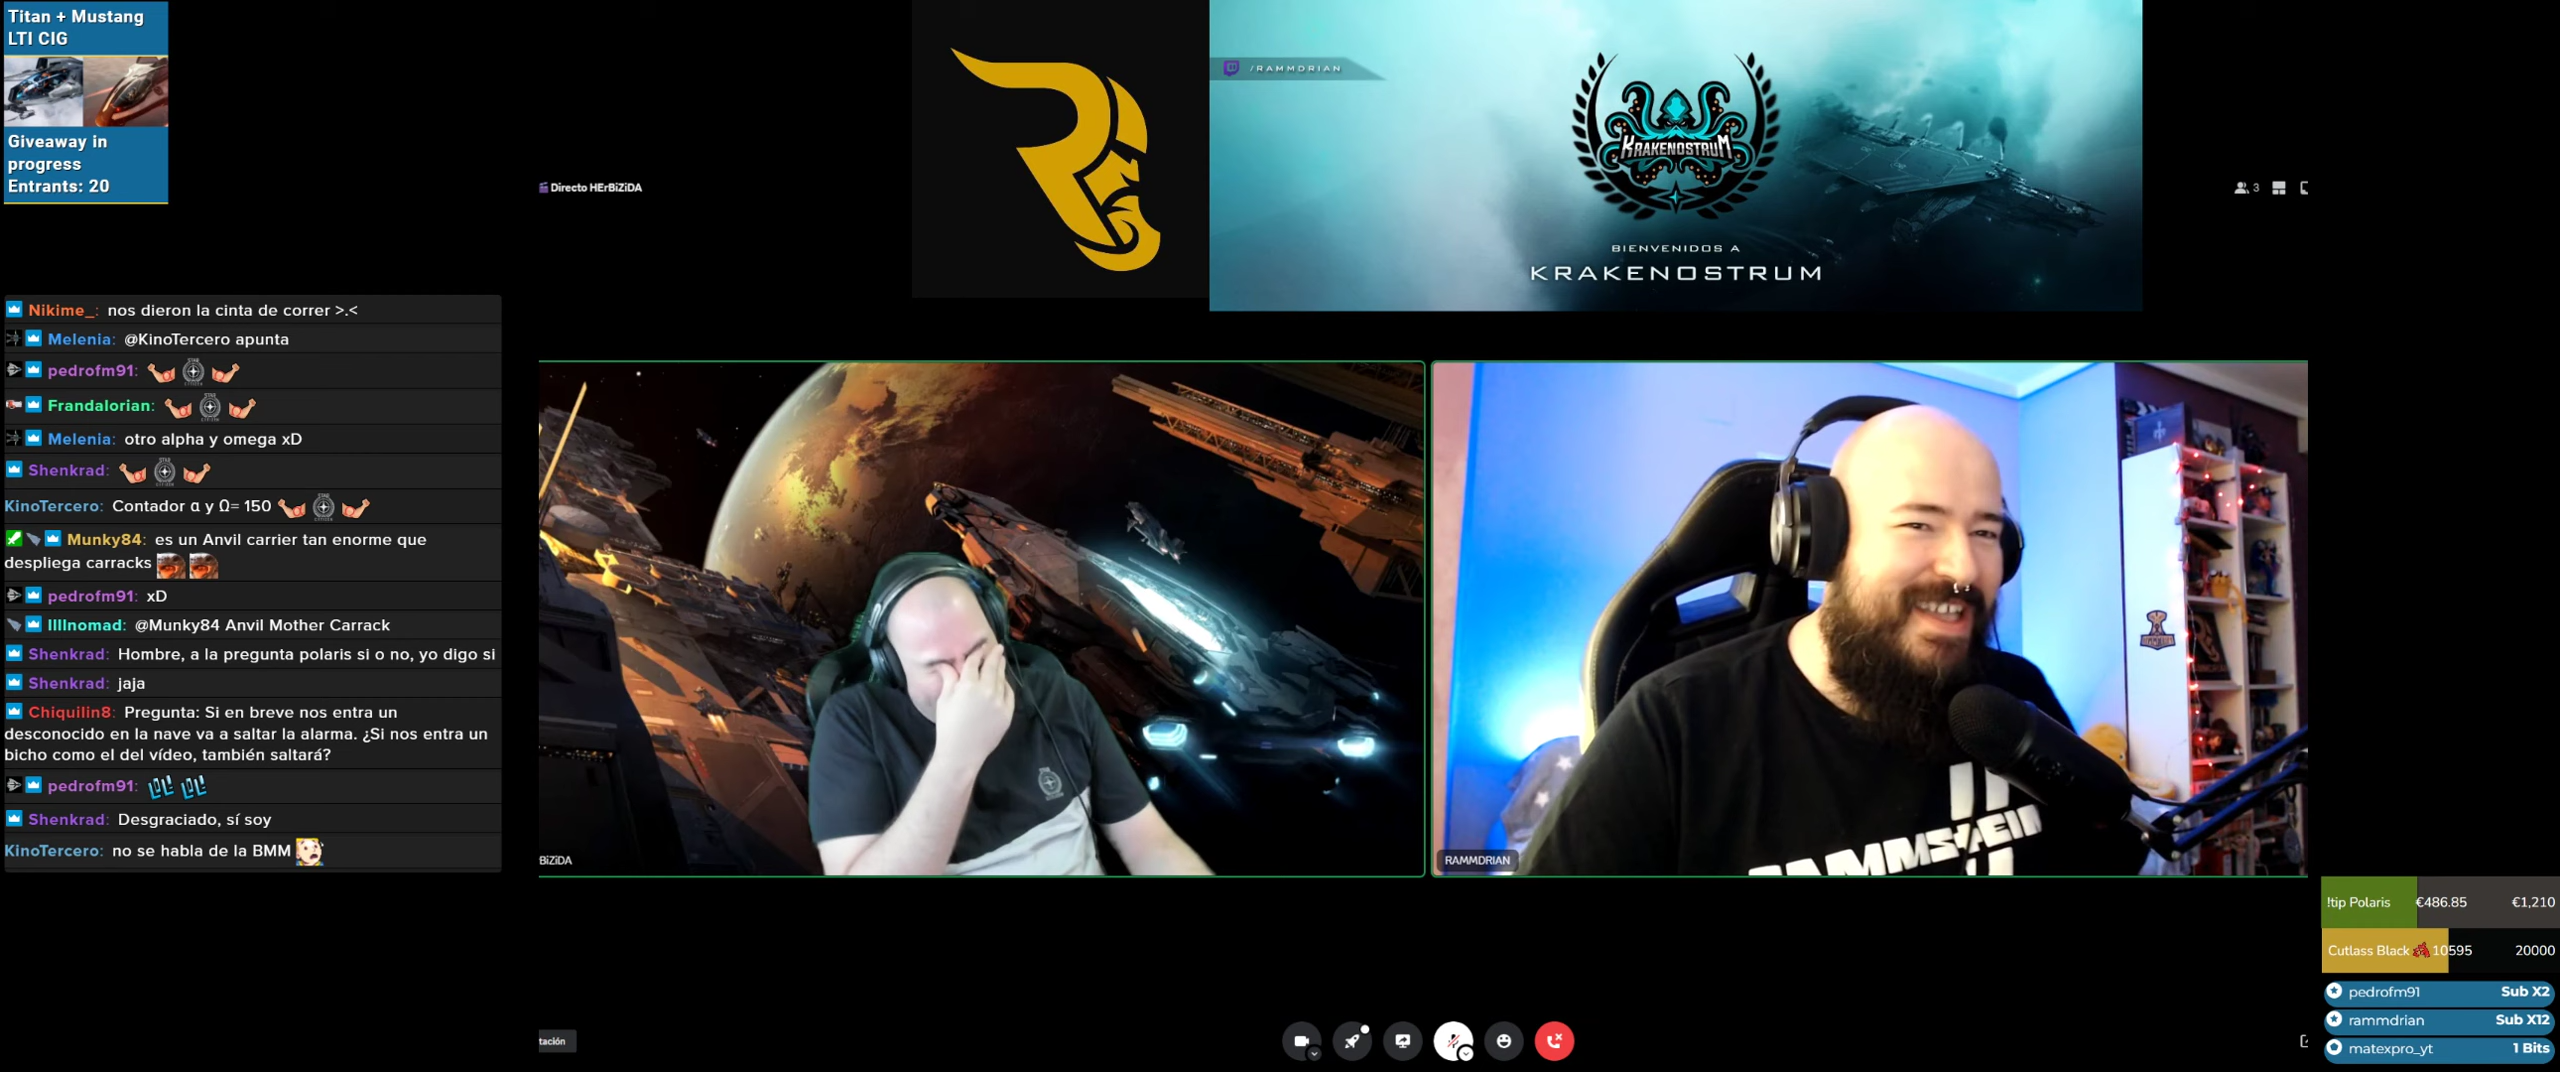 Titan + Mustang
LTI CIG
Giveaway in
progress
Entrants: 20
Directo HErBiZiDA
/RAMMDRIAN
KRAKENOSTRUM
BIENVENIDOS A
KRAKENOSTRUM
3
Nikime_: nos dieron la cinta de correr >.<
Melenia: @KinoTercero apunta
pedrofm91:
Frandalorian:
Melenia: otro alpha y omega xD
Shenkrad:
KinoTercero: Contador α y Ω= 150
Munky84: es un Anvil carrier tan enorme que
despliega carracks
pedrofm91: xD
llllnomad: @Munky84 Anvil Mother Carrack
Shenkrad: Hombre, a la pregunta polaris si o no, yo digo si
Shenkrad: jaja
Chiquilin8: Pregunta: Si en breve nos entra un
desconocido en la nave va a saltar la alarma. ¿Si nos entra un
bicho como el del vídeo, también saltará?
pedrofm91: LOL LOL
Shenkrad: Desgraciado, sí soy
KinoTercero: no se habla de la BMM
BiZiDA
RAMMDRIAN
RAMMSTEIN
!tip Polaris €486.85 €1,210
Cutlass Black 10595 20000
pedrofm91 Sub X2
rammdrian Sub X12
matexpro_yt 1 Bits
tación